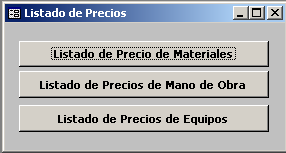 Listado de Precios
Listado de Precio de Materiales
Listado de Precios de Mano de Obra
Listado de Precios de Equipos